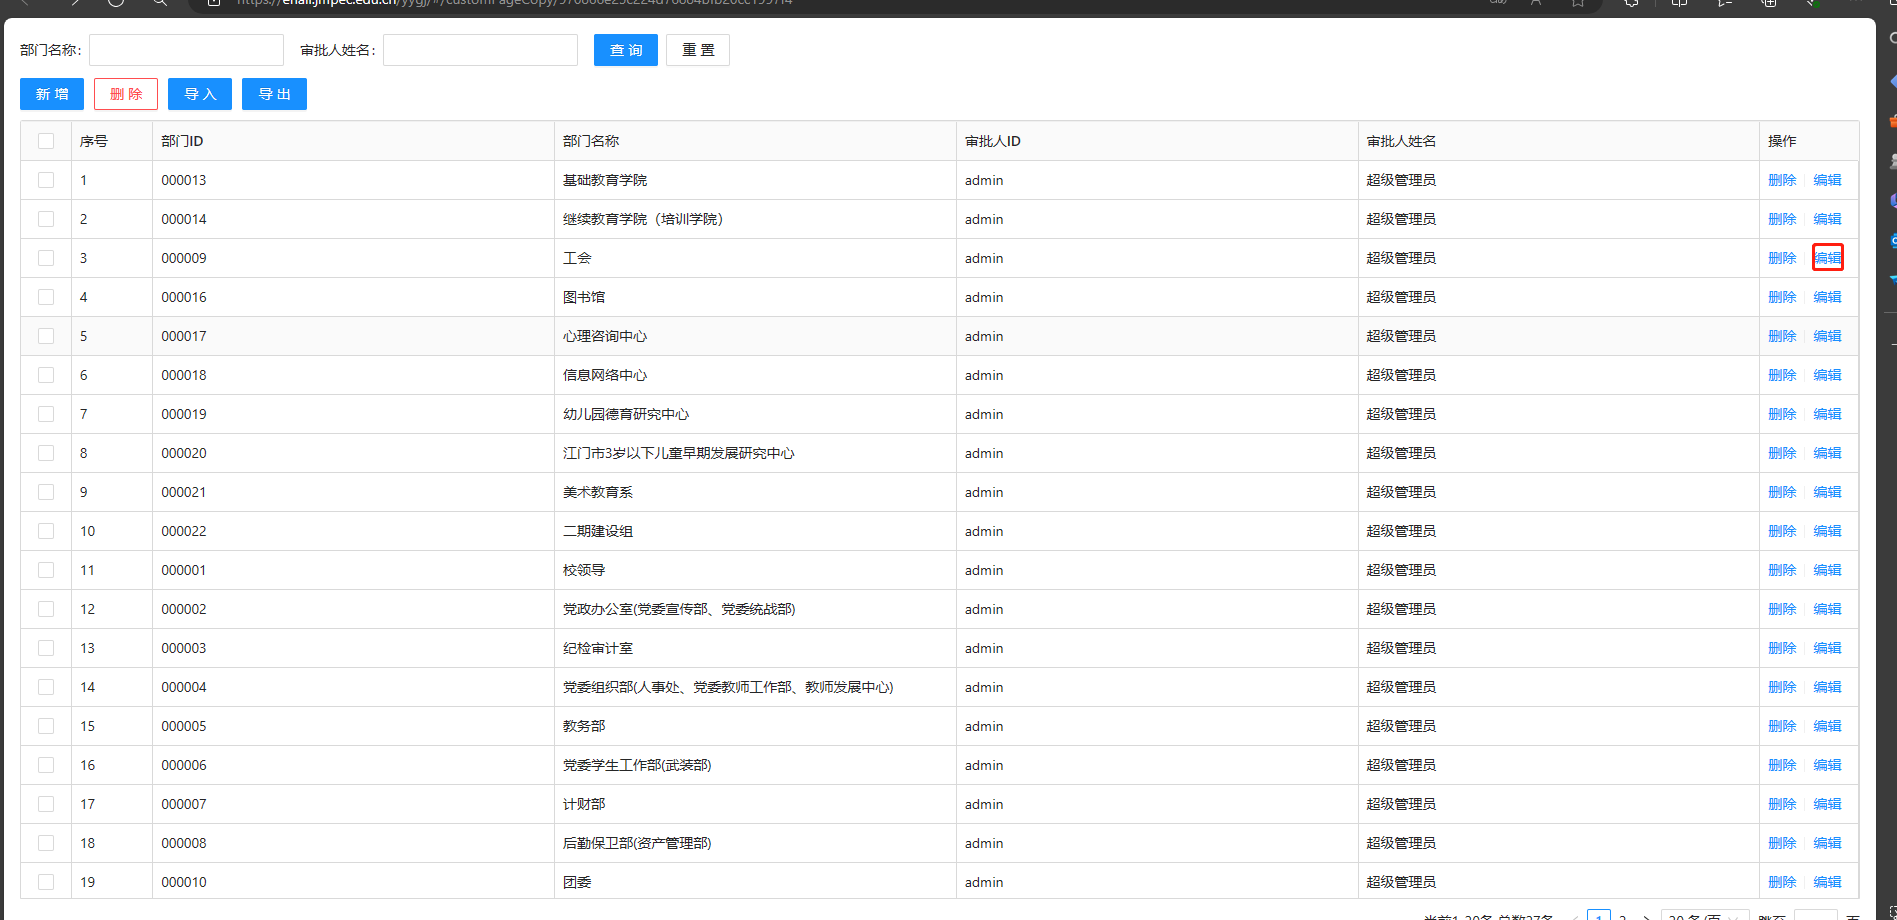 部门名称: 审批人姓名: 查 询 重 置
新 增 删 除 导 入 导 出
序号 部门ID 部门名称 审批人ID 审批人姓名 操作
1 000013 基础教育学院 admin 超级管理员 删除 编辑
2 000014 继续教育学院（培训学院） admin 超级管理员 删除 编辑
3 000009 工会 admin 超级管理员 删除 编辑
4 000016 图书馆 admin 超级管理员 删除 编辑
5 000017 心理咨询中心 admin 超级管理员 删除 编辑
6 000018 信息网络中心 admin 超级管理员 删除 编辑
7 000019 幼儿园德育研究中心 admin 超级管理员 删除 编辑
8 000020 江门市3岁以下儿童早期发展研究中心 admin 超级管理员 删除 编辑
9 000021 美术教育系 admin 超级管理员 删除 编辑
10 000022 二期建设组 admin 超级管理员 删除 编辑
11 000001 校领导 admin 超级管理员 删除 编辑
12 000002 党政办公室(党委宣传部、党委统战部) admin 超级管理员 删除 编辑
13 000003 纪检审计室 admin 超级管理员 删除 编辑
14 000004 党委组织部(人事处、党委教师工作部、教师发展中心) admin 超级管理员 删除 编辑
15 000005 教务部 admin 超级管理员 删除 编辑
16 000006 党委学生工作部(武装部) admin 超级管理员 删除 编辑
17 000007 计财部 admin 超级管理员 删除 编辑
18 000008 后勤保卫部(资产管理部) admin 超级管理员 删除 编辑
19 000010 团委 admin 超级管理员 删除 编辑